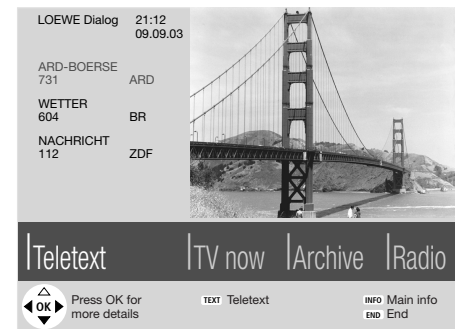 LOEWE Dialog 21:12
09.09.03
ARD-BOERSE
731 ARD
WETTER
604 BR
NACHRICHT
112 ZDF
Teletext TV now Archive Radio
OK Press OK for
more details
TEXT Teletext
INFO Main info
END End